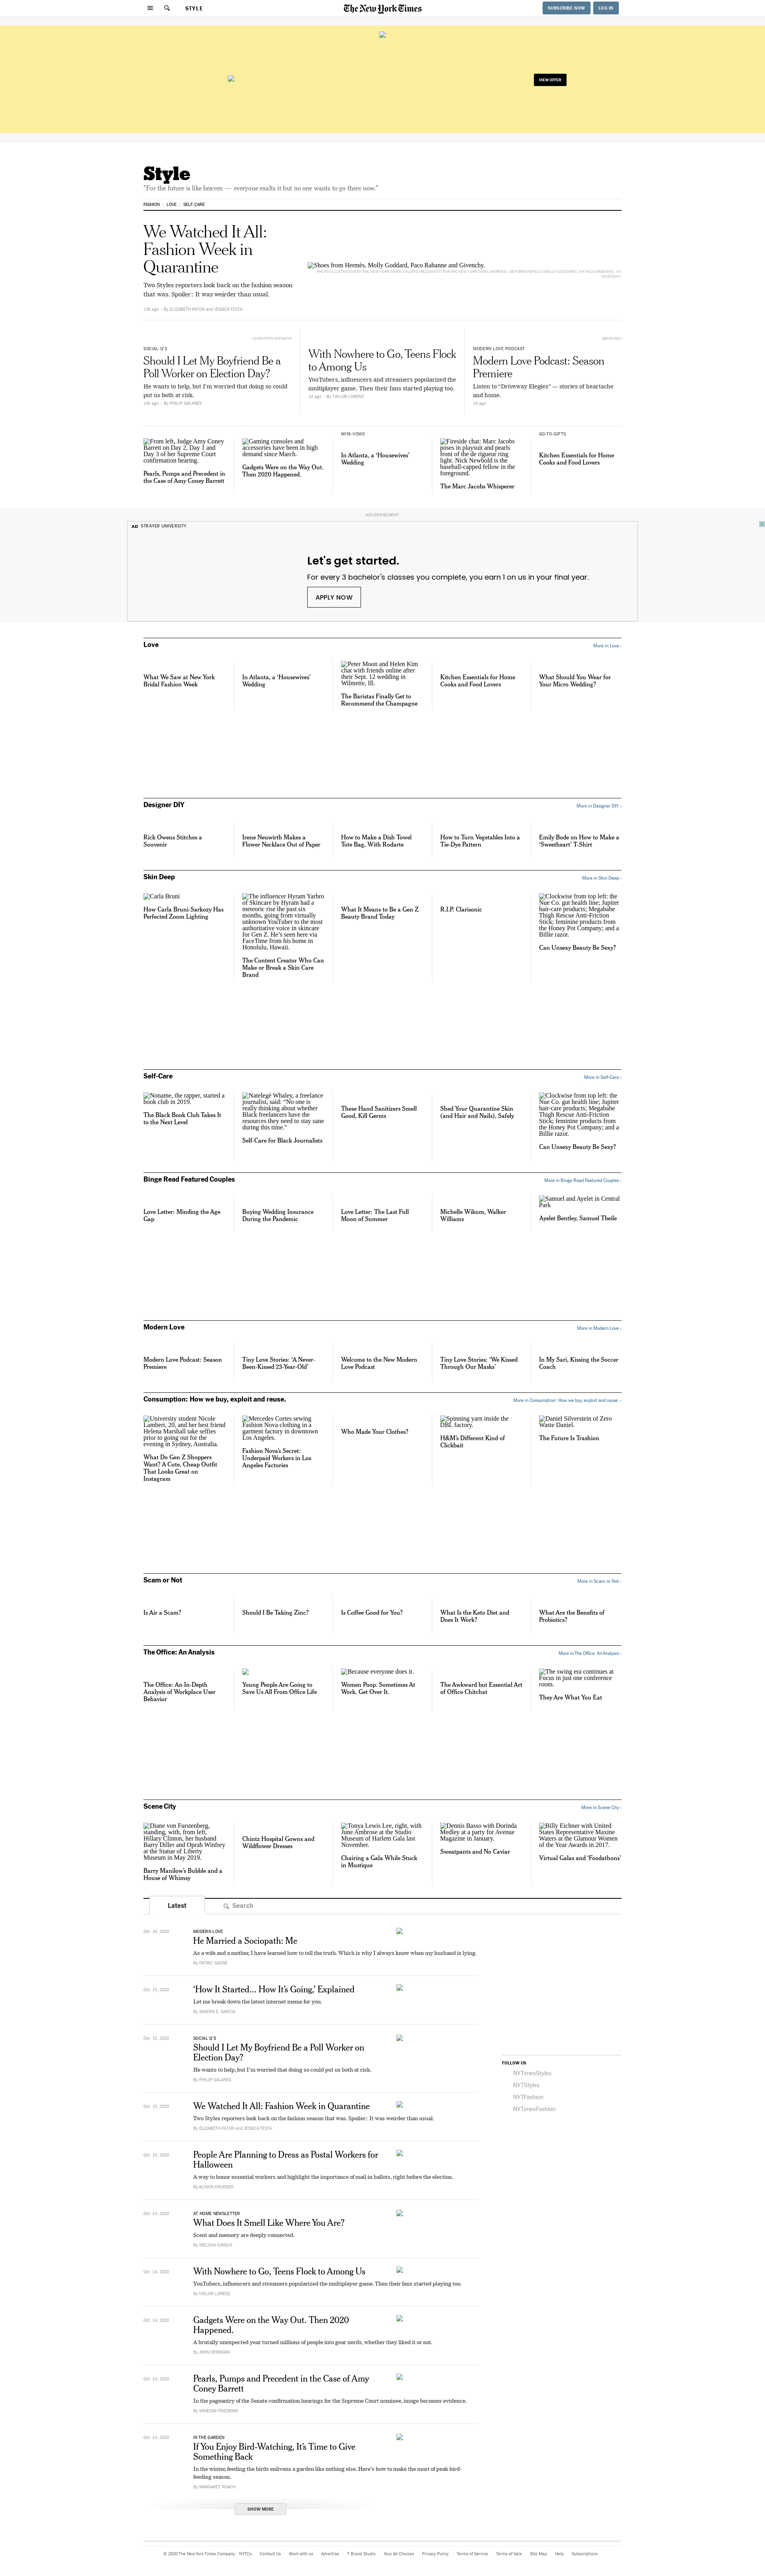 STYLE
The New York Times
SUBSCRIBE NOW
LOG IN
VIEW OFFER
Style
"For the future is like heaven — everyone exalts it but no one wants to go there now."
FASHION
LOVE
SELF-CARE
We Watched It All:
Fashion Week in
Quarantine
Two Styles reporters look back on the fashion season
that was. Spoiler: It was weirder than usual.
13h ago · By ELIZABETH PATON and JESSICA TESTA
Shoes from Hermès, Molly Goddard, Paco Rabanne and Givenchy.
SOCIAL Q'S
Should I Let My Boyfriend Be a
Poll Worker on Election Day?
He wants to help, but I'm worried that doing so could
put us both at risk.
14h ago · By PHILIP GALANES
With Nowhere to Go, Teens Flock
to Among Us
YouTubers, influencers and streamers popularized the
multiplayer game. Then their fans started playing too.
1d ago · By TAYLOR LORENZ
MODERN LOVE PODCAST
Modern Love Podcast: Season
Premiere
Listen to "Driveway Elegies" — stories of heartache
and home.
1d ago
From left, Judge Amy Coney
Barrett on Day 2, Day 1 and
Day 3 of her Supreme Court
confirmation hearing.
Pearls, Pumps and Precedent in
the Case of Amy Coney Barrett
Gaming consoles and
accessories have been in high
demand since March.
Gadgets Were on the Way Out.
Then 2020 Happened.
MINI-VOWS
In Atlanta, a 'Housewives'
Wedding
Fireside chat: Marc Jacobs
poses in playsuit and pearls
front of the de rigueur ring
light. Nick Newbold is the
baseball-capped fellow in the
foreground.
The Marc Jacobs Whisperer
GO-TO-GIFTS
Kitchen Essentials for Home
Cooks and Food Lovers
ADVERTISEMENT
AD STRAYER UNIVERSITY
Let's get started.
For every 3 bachelor's classes you complete, you earn 1 on us in your final year.
APPLY NOW
Love
More in Love ›
What We Saw at New York
Bridal Fashion Week
In Atlanta, a 'Housewives'
Wedding
Peter Moon and Helen Kim
chat with friends online after
their Sept. 12 wedding in
Wilmette, Ill.
The Baristas Finally Get to
Recommend the Champagne
Kitchen Essentials for Home
Cooks and Food Lovers
What Should You Wear for
Your Micro Wedding?
Designer DIY
More in Designer DIY ›
Rick Owens Stitches a
Souvenir
Irene Neuwirth Makes a
Flower Necklace Out of Paper
How to Make a Dish Towel
Tote Bag, With Rodarte
How to Turn Vegetables Into a
Tie-Dye Pattern
Emily Bode on How to Make a
'Sweetheart' T-Shirt
Skin Deep
More in Skin Deep ›
Carla Bruni
How Carla Bruni-Sarkozy Has
Perfected Zoom Lighting
The influencer Hyram Yarbro
of Skincare by Hyram had a
meteoric rise the past six
months, going from virtually
unknown YouTuber to the most
authoritative voice in skincare
for Gen Z. He's seen here via
FaceTime from his home in
Honolulu, Hawaii.
The Content Creator Who Can
Make or Break a Skin Care
Brand
What It Means to Be a Gen Z
Beauty Brand Today
R.I.P. Clarisonic
Clockwise from top left: the
Nue Co. gut health line; Jupiter
hair-care products; Megababe
Thigh Rescue Anti-Friction
Stick; feminine products from
the Honey Pot Company; and a
Billie razor.
Can Unsexy Beauty Be Sexy?
Self-Care
More in Self-Care ›
Noname, the rapper, started a
book club in 2019.
The Black Book Club Takes It
to the Next Level
Natelegé Whaley, a freelance
journalist, said: "No one is
really thinking about whether
Black freelancers have the
resources they need to stay sane
during this time."
Self-Care for Black Journalists
These Hand Sanitizers Smell
Good, Kill Germs
Shed Your Quarantine Skin
(and Hair and Nails), Safely
Clockwise from top left: the
Nue Co. gut health line; Jupiter
hair-care products; Megababe
Thigh Rescue Anti-Friction
Stick; feminine products from
the Honey Pot Company; and a
Billie razor.
Can Unsexy Beauty Be Sexy?
Binge Read Featured Couples
More in Binge Read Featured Couples ›
Love Letter: Minding the Age
Gap
Buying Wedding Insurance
During the Pandemic
Love Letter: The Last Full
Moon of Summer
Michelle Wikum, Walker
Williams
Samuel and Ayelet in Central
Park
Ayelet Bentley, Samuel Tbeile
Modern Love
More in Modern Love ›
Modern Love Podcast: Season
Premiere
Tiny Love Stories: 'A Never-
Been-Kissed 23-Year-Old'
Welcome to the New Modern
Love Podcast
Tiny Love Stories: 'We Kissed
Through Our Masks'
In My Sari, Kissing the Soccer
Coach
Consumption: How we buy, exploit and reuse.
More in Consumption: How we buy, exploit and reuse. ›
University student Nicole
Lambert, 20, and her best friend
Helena Marshall take selfies
prior to going out for the
evening in Sydney, Australia.
What Do Gen Z Shoppers
Want? A Cute, Cheap Outfit
That Looks Great on
Instagram
Mercedes Cortes sewing
Fashion Nova clothing in a
garment factory in downtown
Los Angeles.
Fashion Nova's Secret:
Underpaid Workers in Los
Angeles Factories
Who Made Your Clothes?
Spinning yarn inside the
DBL factory.
H&M's Different Kind of
Clickbait
Daniel Silverstein of Zero
Waste Daniel.
The Future Is Trashion
Scam or Not
More in Scam or Not ›
Is Air a Scam?
Should I Be Taking Zinc?
Is Coffee Good for You?
What Is the Keto Diet and
Does It Work?
What Are the Benefits of
Probiotics?
The Office: An Analysis
More in The Office: An Analysis ›
The Office: An In-Depth
Analysis of Workplace User
Behavior
Young People Are Going to
Save Us All From Office Life
Because everyone does it.
Women Poop. Sometimes At
Work. Get Over It.
The Awkward but Essential Art
of Office Chitchat
The swing era continues at
Focus in just one conference
room.
They Are What You Eat
Scene City
More in Scene City ›
Diane von Furstenberg,
standing, with, from left,
Hillary Clinton, her husband
Barry Diller and Oprah Winfrey
at the Statue of Liberty
Museum in May 2019.
Barry Manilow's Bubble and a
House of Whimsy
Chintz Hospital Gowns and
Wildflower Dresses
Tonya Lewis Lee, right, with
June Ambrose at the Studio
Museum of Harlem Gala last
November.
Chairing a Gala While Stuck
in Mustique
Dennis Basso with Dorinda
Medley at a party for Avenue
Magazine in January.
Sweatpants and No Caviar
Billy Eichner with United
States Representative Maxine
Waters at the Glamour Women
of the Year Awards in 2017.
Virtual Galas and 'Foodathons'
Latest
Search
Oct. 16, 2020
MODERN LOVE
He Married a Sociopath: Me
As a wife and a mother, I have learned how to tell the truth. Which is why I always know when my husband is lying.
By PATRIC GAGNE
Oct. 15, 2020
'How It Started… How It's Going,' Explained
Let me break down the latest internet meme for you.
By SANDRA E. GARCIA
Oct. 15, 2020
SOCIAL Q'S
Should I Let My Boyfriend Be a Poll Worker on
Election Day?
He wants to help, but I'm worried that doing so could put us both at risk.
By PHILIP GALANES
Oct. 15, 2020
We Watched It All: Fashion Week in Quarantine
Two Styles reporters look back on the fashion season that was. Spoiler: It was weirder than usual.
By ELIZABETH PATON and JESSICA TESTA
Oct. 15, 2020
People Are Planning to Dress as Postal Workers for
Halloween
A way to honor essential workers and highlight the importance of mail-in ballots, right before the election.
By ALYSON KRUEGER
Oct. 14, 2020
AT HOME NEWSLETTER
What Does It Smell Like Where You Are?
Scent and memory are deeply connected.
By MELISSA KIRSCH
Oct. 14, 2020
With Nowhere to Go, Teens Flock to Among Us
YouTubers, influencers and streamers popularized the multiplayer game. Then their fans started playing too.
By TAYLOR LORENZ
Oct. 14, 2020
Gadgets Were on the Way Out. Then 2020
Happened.
A brutally unexpected year turned millions of people into gear nerds, whether they liked it or not.
By JOHN HERRMAN
Oct. 14, 2020
Pearls, Pumps and Precedent in the Case of Amy
Coney Barrett
In the pageantry of the Senate confirmation hearings for the Supreme Court nominee, image becomes evidence.
By VANESSA FRIEDMAN
Oct. 14, 2020
IN THE GARDEN
If You Enjoy Bird-Watching, It's Time to Give
Something Back
In the winter, feeding the birds enlivens a garden like nothing else. Here's how to make the most of peak bird-
feeding season.
By MARGARET ROACH
SHOW MORE
FOLLOW US
NYTimesStyles
NYTStyles
NYTFashion
NYTimesFashion
© 2020 The New York Times Company
NYTCo
Contact Us
Work with us
Advertise
T Brand Studio
Your Ad Choices
Privacy Policy
Terms of Service
Terms of Sale
Site Map
Help
Subscriptions